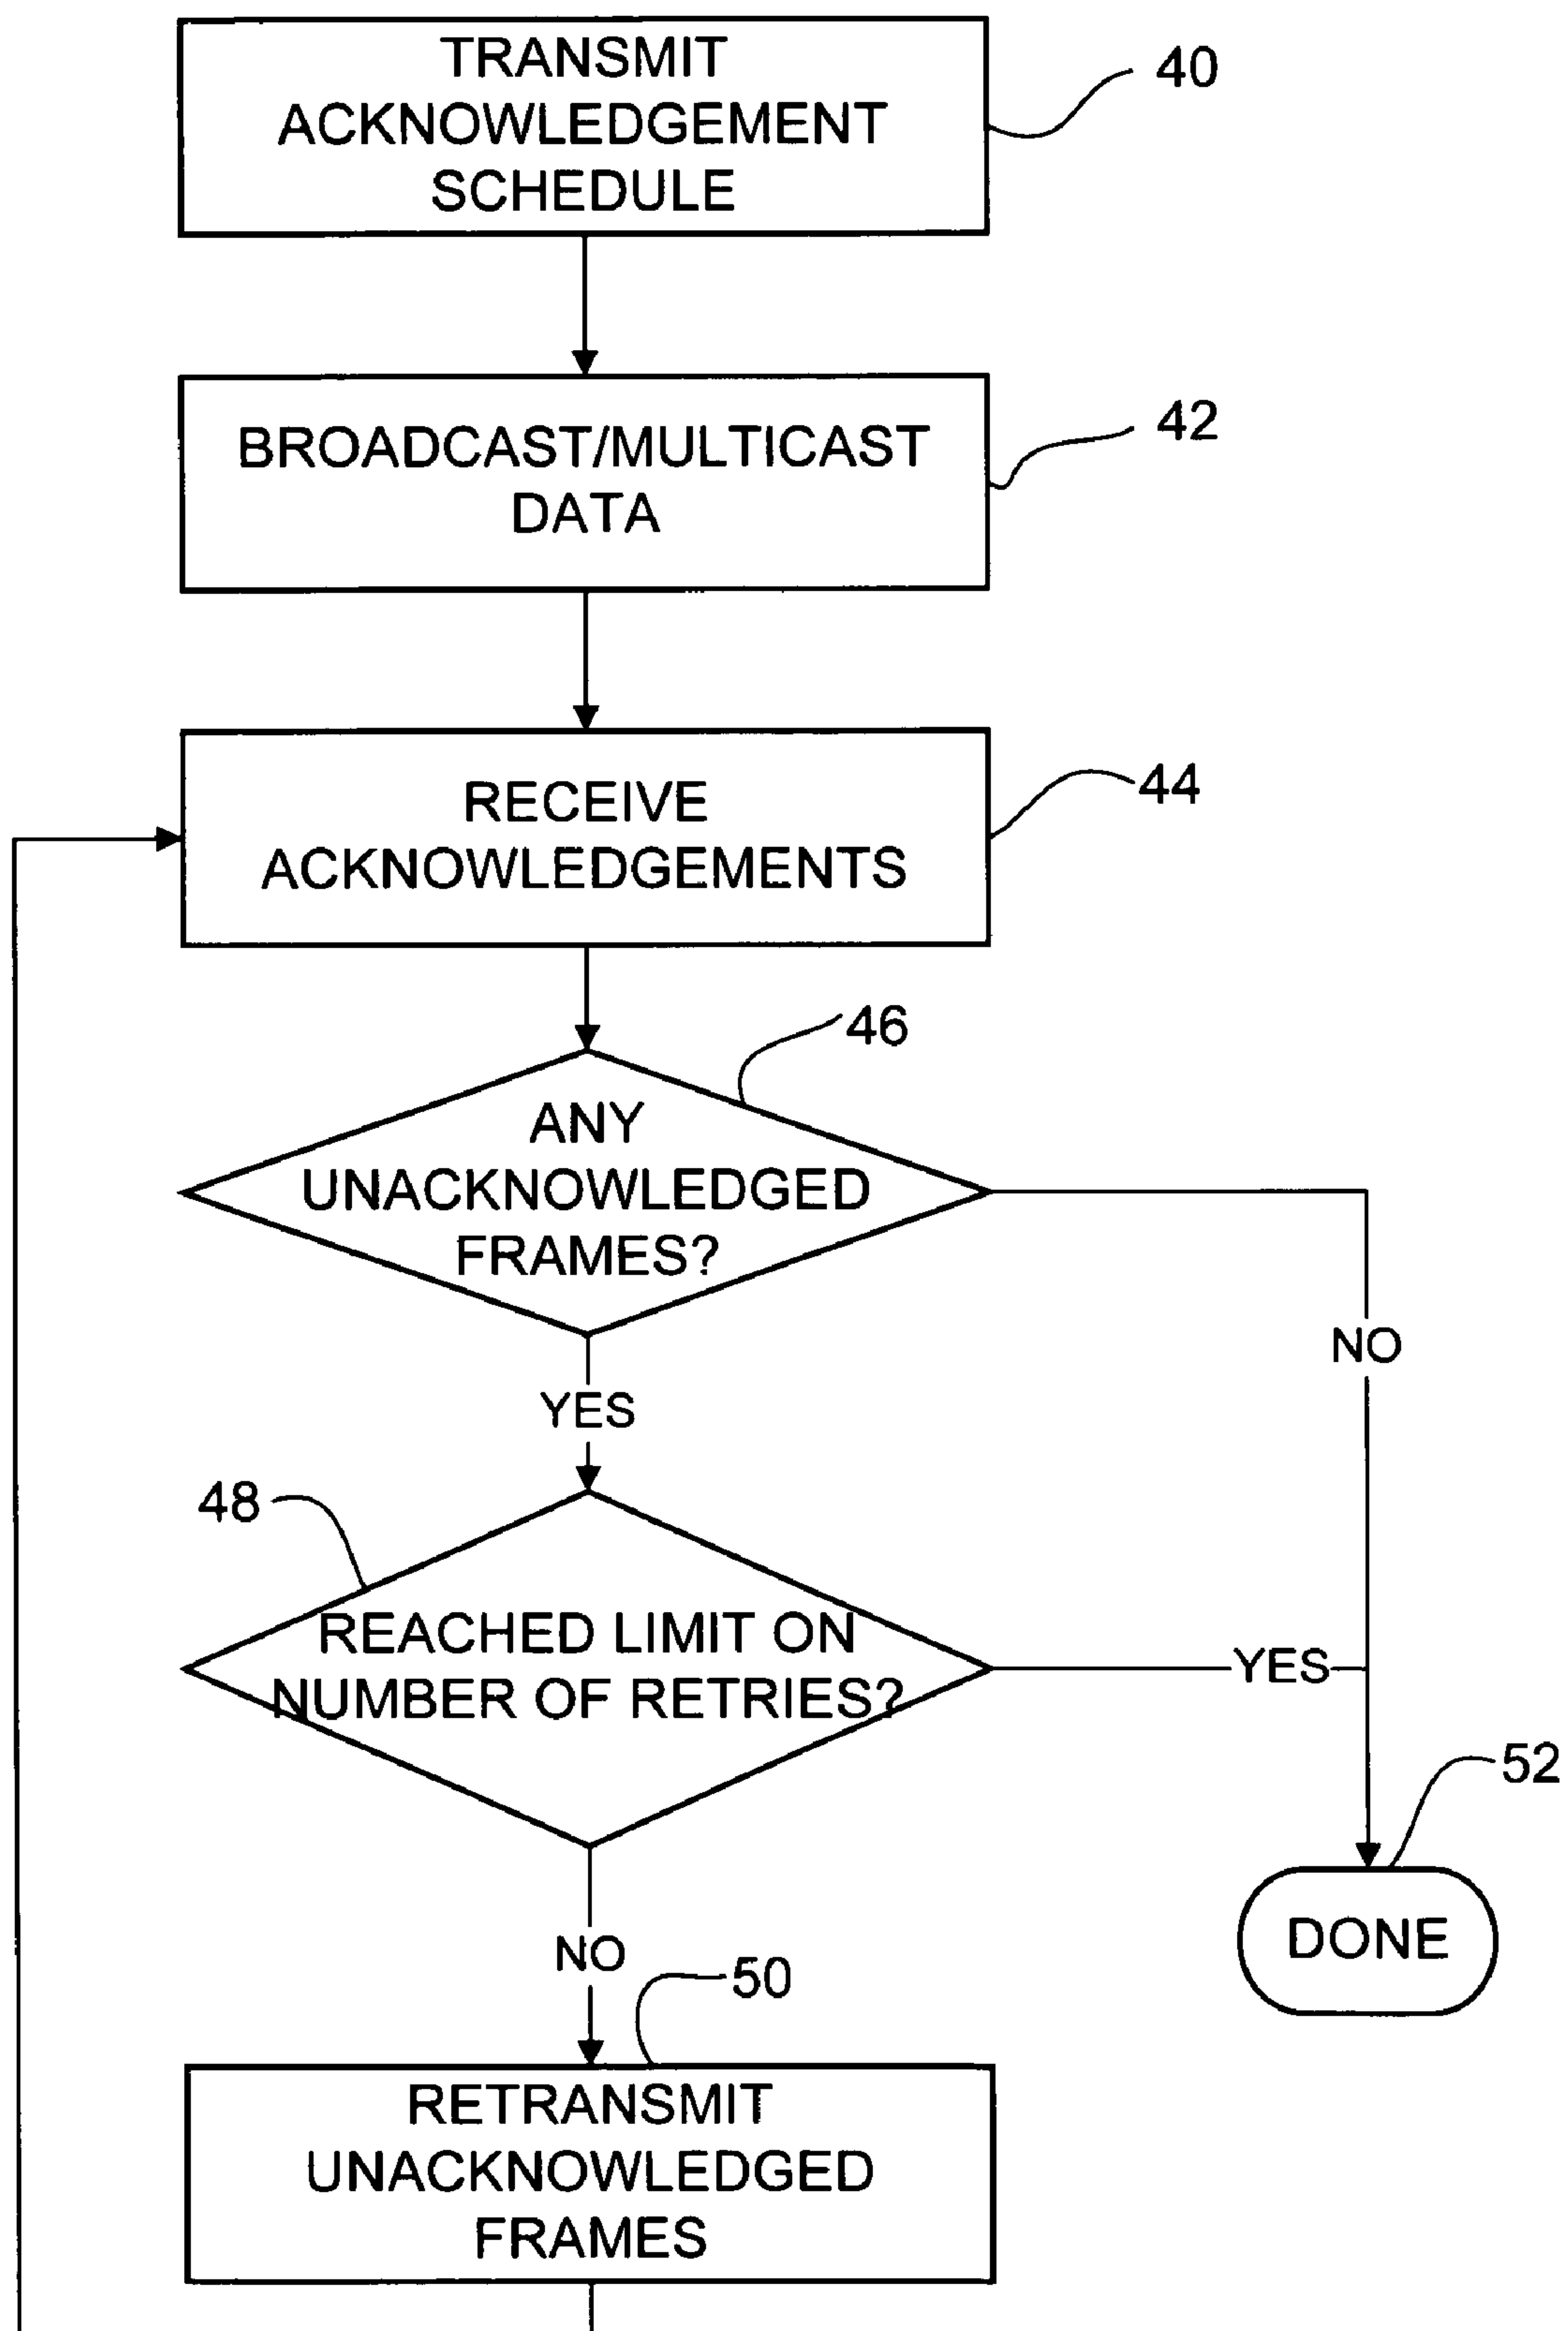 TRANSMIT
ACKNOWLEDGEMENT
SCHEDULE
40
BROADCAST/MULTICAST
DATA
42
RECEIVE
ACKNOWLEDGEMENTS
44
46
ANY
UNACKNOWLEDGED
FRAMES?
NO
YES
48
REACHED LIMIT ON
NUMBER OF RETRIES?
YES
52
DONE
NO
50
RETRANSMIT
UNACKNOWLEDGED
FRAMES